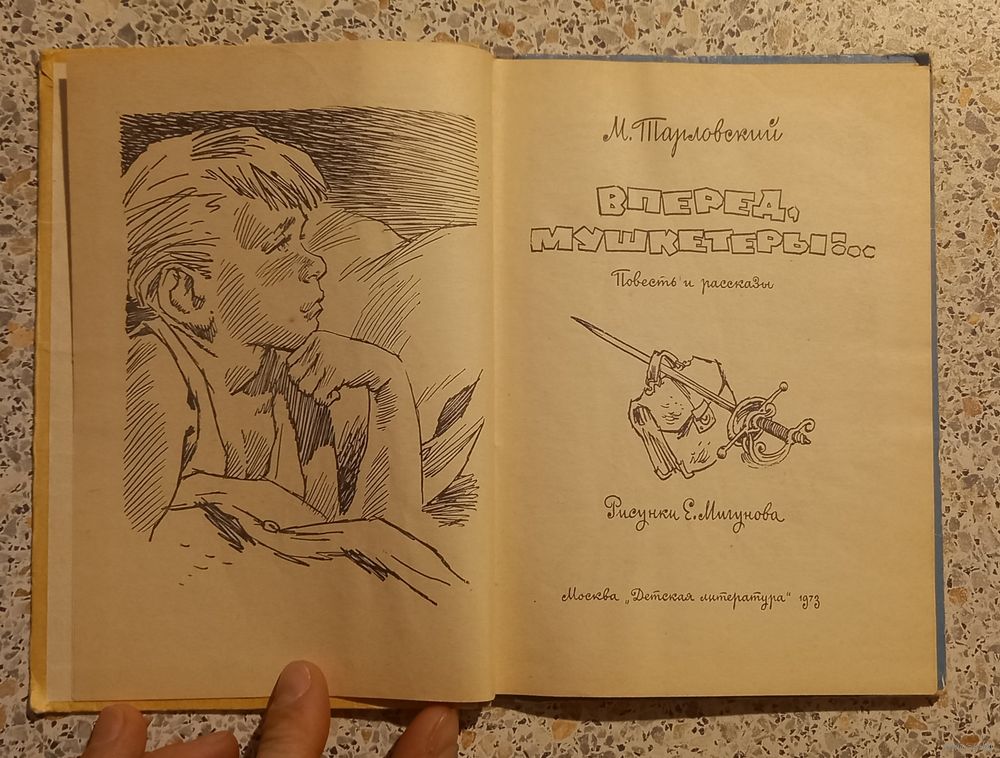 М. Тарловский
ВПЕРЕД,
МУШКЕТЕРЫ!...
Повесть и рассказы
Рисунки Е. Мигунова
Москва „Детская литература“ 1973